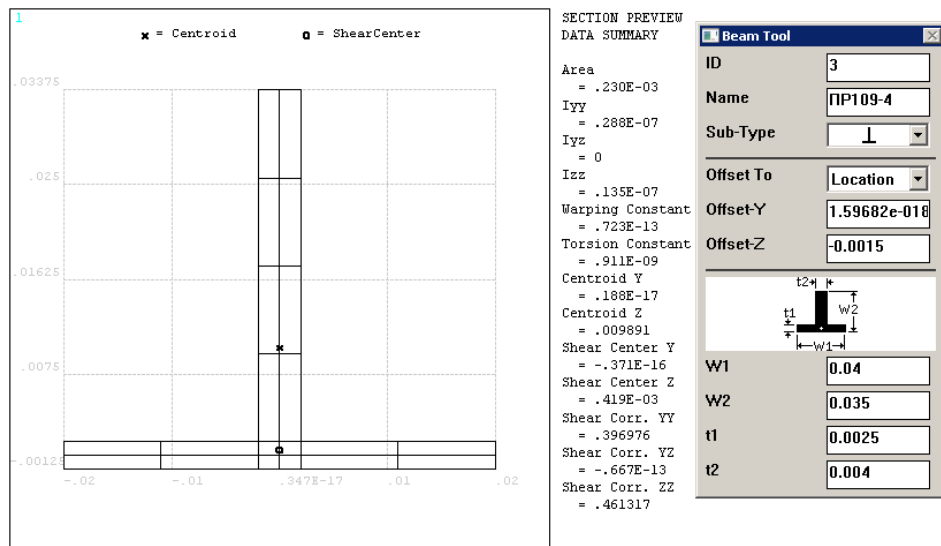 1
× = Centroid
o = ShearCenter
.03375
.025
.01625
.0075
-.00125
-.02
-.01
.347E-17
.01
.02
SECTION PREVIEW
DATA SUMMARY
Area
= .230E-03
Iyy
= .288E-07
Iyz
= 0
Izz
= .135E-07
Warping Constant
= .723E-13
Torsion Constant
= .911E-09
Centroid Y
= .188E-17
Centroid Z
= .009891
Shear Center Y
= -.371E-16
Shear Center Z
= .419E-03
Shear Corr. YY
= .396976
Shear Corr. YZ
= -.667E-13
Shear Corr. ZZ
= .461317
Beam Tool
ID
3
Name
ПР109-4
Sub-Type
Offset To
Location
Offset-Y
1.59682e-018
Offset-Z
-0.0015
t2
t1
W2
W1
W1
0.04
W2
0.035
t1
0.0025
t2
0.004